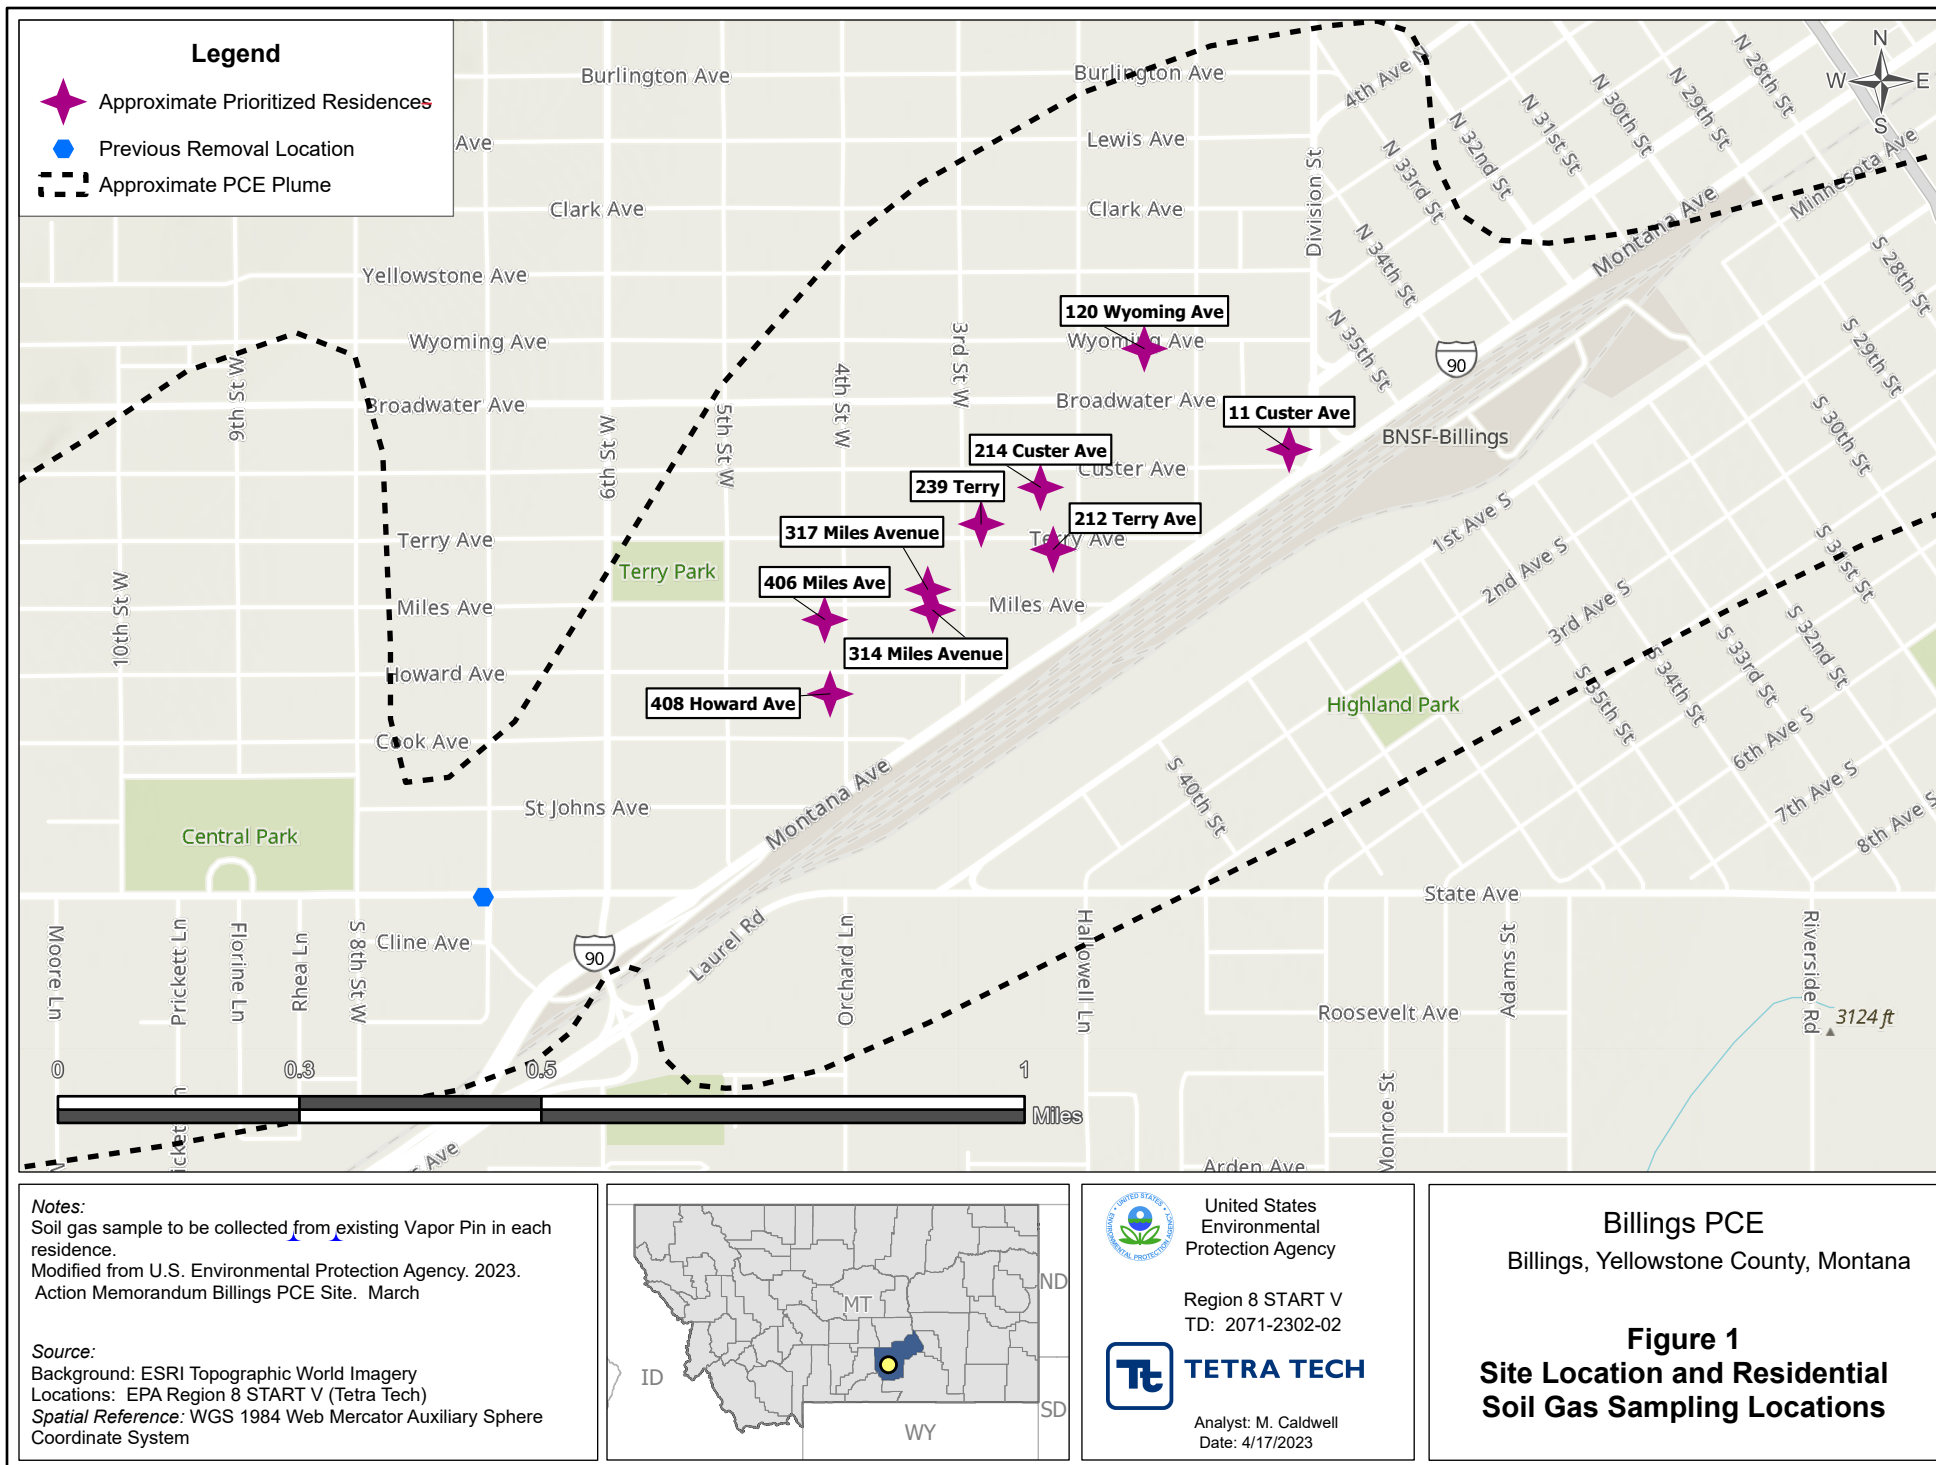 Legend
Approximate Prioritized Residences
Previous Removal Location
Approximate PCE Plume
N
W
E
S
Burlington Ave
Burlington Ave
Ave
Lewis Ave
Clark Ave
Clark Ave
Yellowstone Ave
Wyoming Ave
Wyoming Ave
Broadwater Ave
Broadwater Ave
Custer Ave
Terry Ave
Terry Ave
Miles Ave
Miles Ave
Howard Ave
Cook Ave
St Johns Ave
Cline Ave
State Ave
Roosevelt Ave
Arden Ave
Montana Ave
Montana Ave
Minnesota Ave
Laurel Rd
4th Ave N
N 28th St
N 29th St
N 30th St
N 31st St
N 32nd St
N 33rd St
N 34th St
N 35th St
Division St
S 28th St
S 29th St
S 30th St
S 31st St
S 32nd St
S 33rd St
S 34th St
S 35th St
S 40th St
1st Ave S
2nd Ave S
3rd Ave S
6th Ave S
7th Ave S
8th Ave S
10th St W
9th St W
6th St W
5th St W
4th St W
3rd St W
Moore Ln
Prickett Ln
Florine Ln
Rhea Ln
S 8th St W
Orchard Ln
Hallowell Ln
Adams St
Monroe St
Riverside Rd
3124 ft
Terry Park
Central Park
Highland Park
BNSF-Billings
90
90
120 Wyoming Ave
11 Custer Ave
214 Custer Ave
239 Terry
212 Terry Ave
317 Miles Avenue
406 Miles Ave
314 Miles Avenue
408 Howard Ave
0 0.3 0.5 1
Miles
Notes:
Soil gas sample to be collected from existing Vapor Pin in each
residence.
Modified from U.S. Environmental Protection Agency. 2023.
Action Memorandum Billings PCE Site. March
Source:
Background: ESRI Topographic World Imagery
Locations: EPA Region 8 START V (Tetra Tech)
Spatial Reference: WGS 1984 Web Mercator Auxiliary Sphere
Coordinate System
MT
ND
SD
ID
WY
UNITED STATES
ENVIRONMENTAL PROTECTION AGENCY
United States
Environmental
Protection Agency
Region 8 START V
TD: 2071-2302-02
Tt
TETRA TECH
Analyst: M. Caldwell
Date: 4/17/2023
Billings PCE
Billings, Yellowstone County, Montana
Figure 1
Site Location and Residential
Soil Gas Sampling Locations